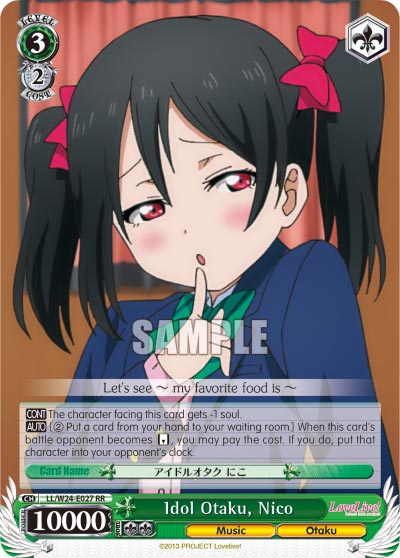 LEVEL
3
2
COST
SAMPLE
Let's see ～ my favorite food is ～
CONT The character facing this card gets -1 soul.
AUTO [② Put a card from your hand to your waiting room] When this card's
battle opponent becomes , you may pay the cost. If you do, put that
character into your opponent's clock.
Card Name アイドルオタク にこ
CH LL/W24-E027 RR
POWER 10000 SOUL Idol Otaku, Nico LoveLive!
Music Otaku
©2013 PROJECT Lovelive!